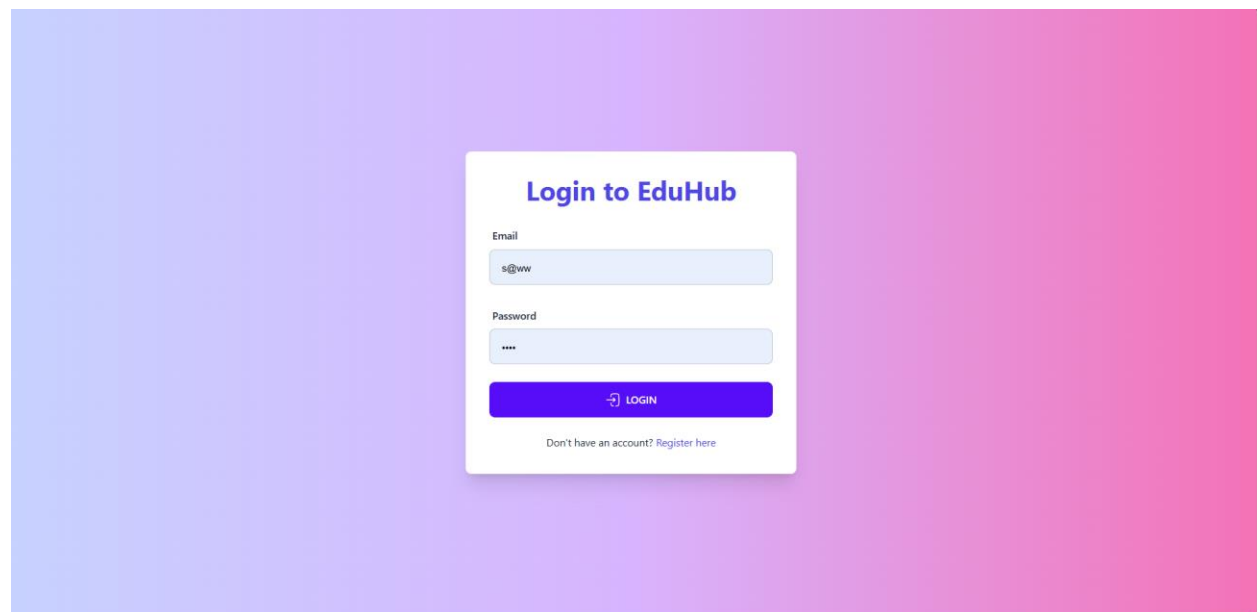 Login to EduHub
Email
s@ww
Password
••••
LOGIN
Don't have an account? Register here